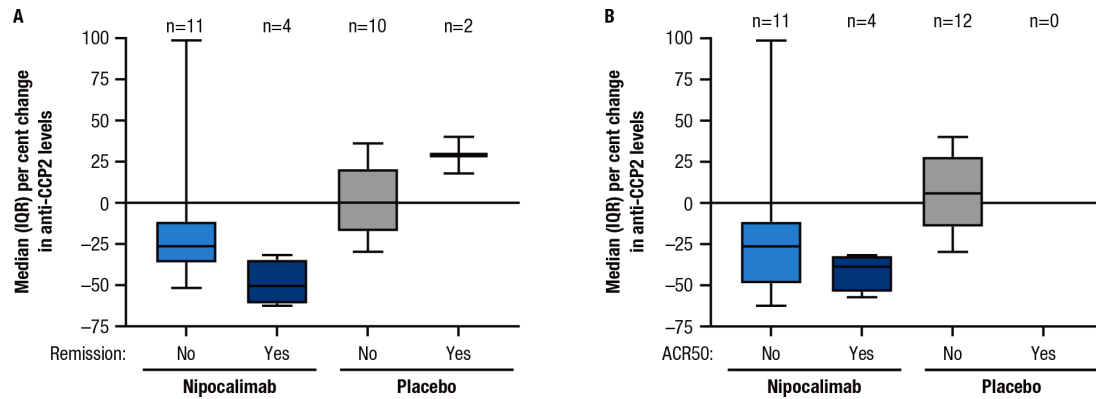 A
n=11 n=4 n=10 n=2
Median (IQR) per cent change
in anti-CCP2 levels
100
75
50
25
0
−25
−50
−75
Remission: No Yes No Yes
Nipocalimab Placebo
B
n=11 n=4 n=12 n=0
Median (IQR) per cent change
in anti-CCP2 levels
100
75
50
25
0
−25
−50
−75
ACR50: No Yes No Yes
Nipocalimab Placebo